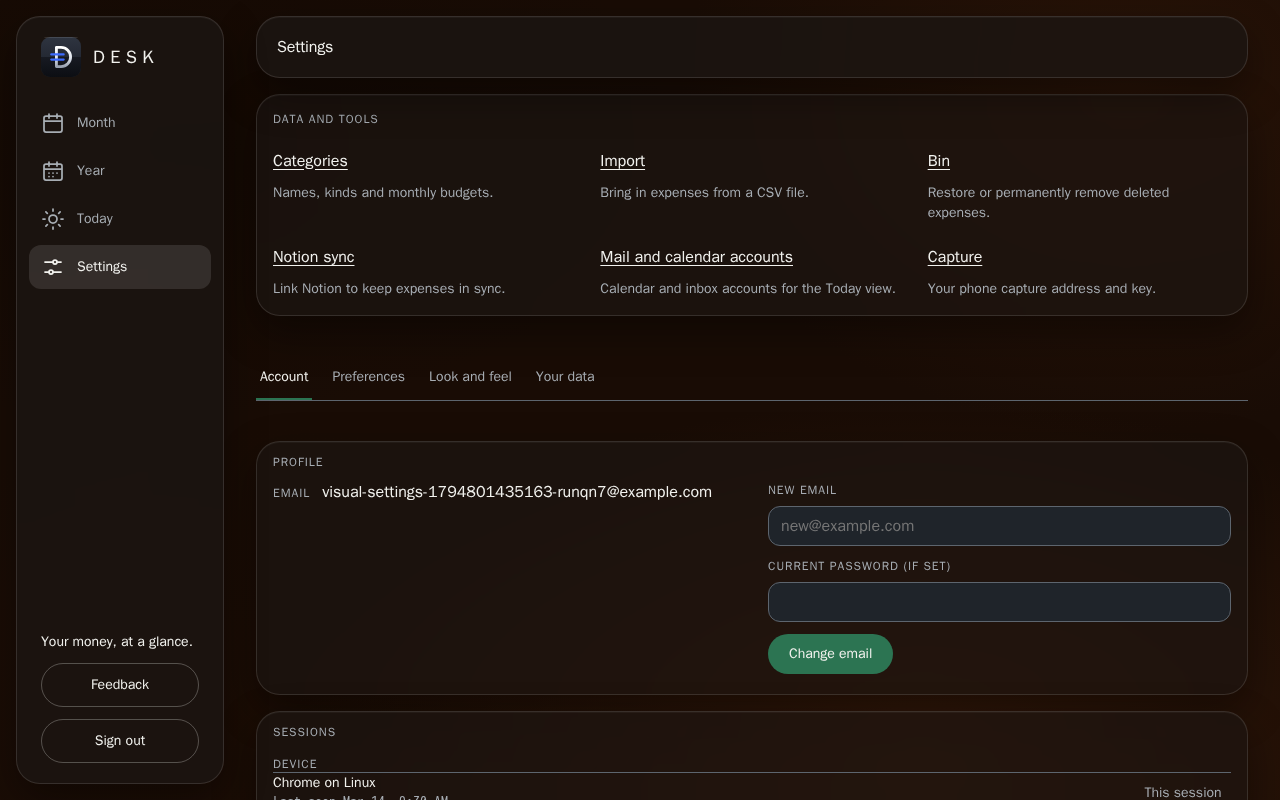 DESK
Month
Year
Today
Settings
Your money, at a glance.
Feedback
Sign out
Settings
DATA AND TOOLS
Categories
Names, kinds and monthly budgets.
Import
Bring in expenses from a CSV file.
Bin
Restore or permanently remove deleted
expenses.
Notion sync
Link Notion to keep expenses in sync.
Mail and calendar accounts
Calendar and inbox accounts for the Today view.
Capture
Your phone capture address and key.
Account Preferences Look and feel Your data
PROFILE
EMAIL visual-settings-1794801435163-runqn7@example.com
NEW EMAIL
new@example.com
CURRENT PASSWORD (IF SET)
Change email
SESSIONS
DEVICE
Chrome on Linux
This session